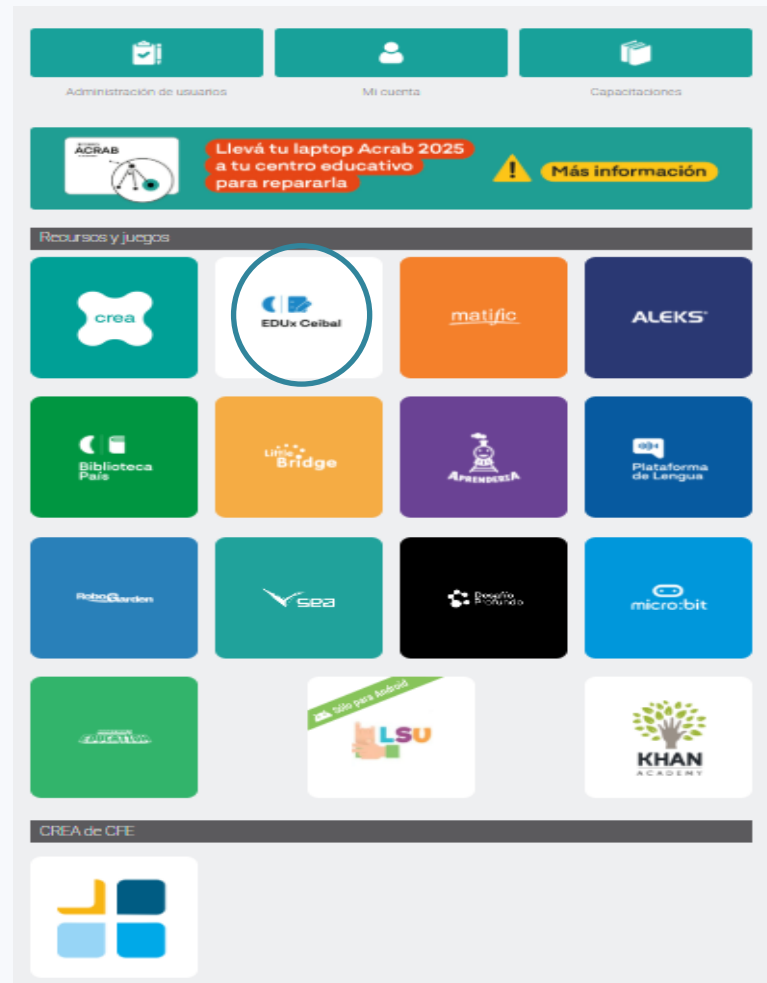 Administración de usuarios
Mi cuenta
Capacitaciones
ACRAB
Llevá tu laptop Acrab 2025
a tu centro educativo
para repararla
Más información
Recursos y juegos
crea
EDUx Ceibal
matific
ALEKS
Biblioteca
País
Little
Bridge
APRENDERIA
Plataforma
de Lengua
RoboGarden
sea
Desafío
Profundo
micro:bit
EDUCATION
Sólo para Android
LSU
KHAN
ACADEMY
CREA de CFE